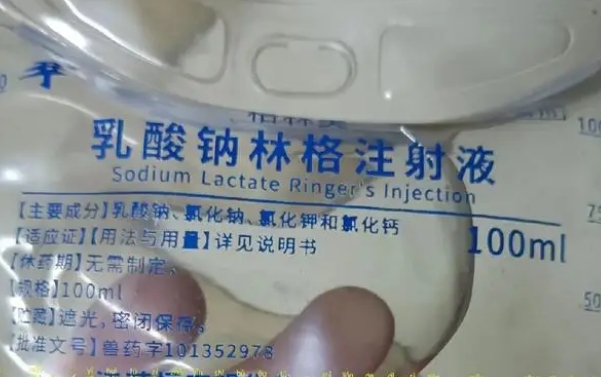 乳酸钠林格注射液
Sodium Lactate Ringer's Injection
【主要成分】乳酸钠、氯化钠、氯化钾和氯化钙
【适应证】【用法与用量】详见说明书
100ml
【休药期】无需制定。
【规格】100ml
【贮藏】遮光,密闭保存。
【批准文号】兽药字101352973